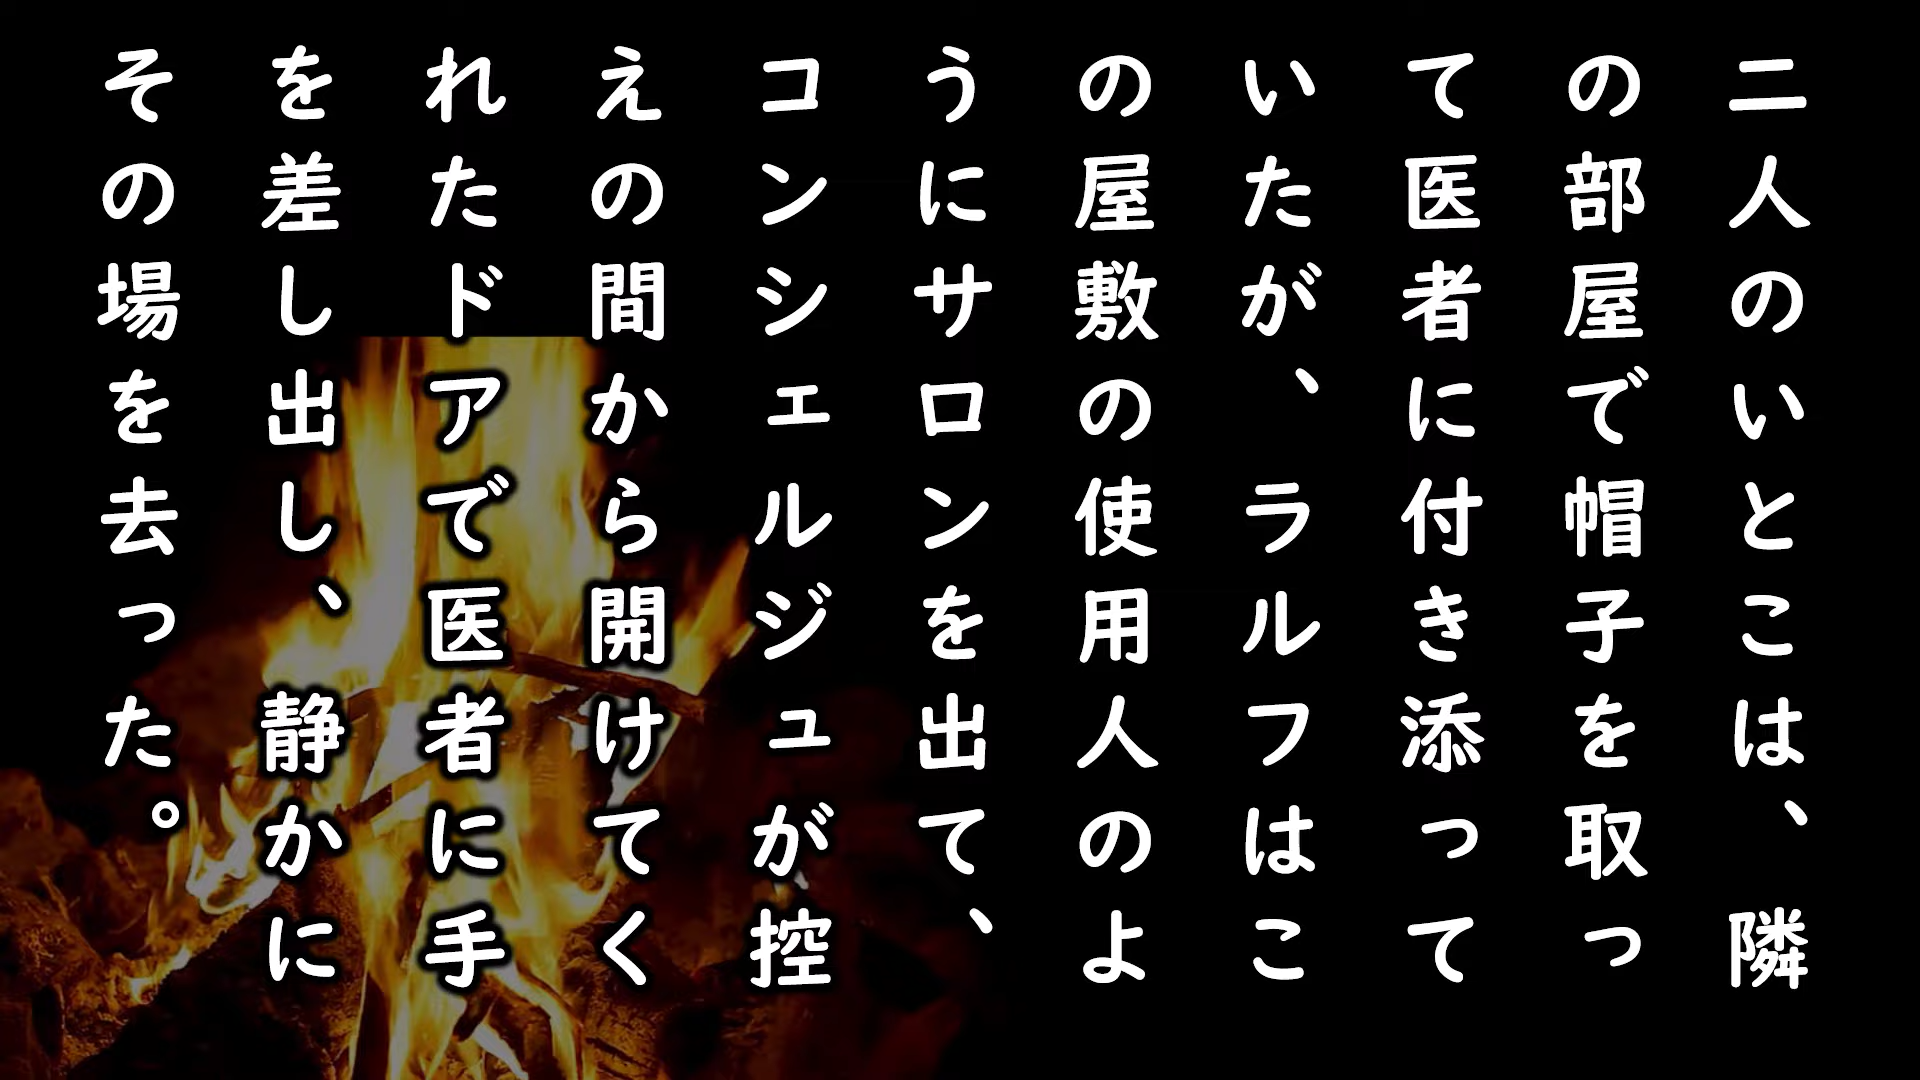 二人のいとこは、隣
の部屋で帽子を取っ
て医者に付き添って
いたが、ラルフはこ
の屋敷の使用人のよ
うにサロンを出て、
コンシェルジュが控
えの間から開けてく
れたドアで医者に手
を差し出し、静かに
その場を去った。